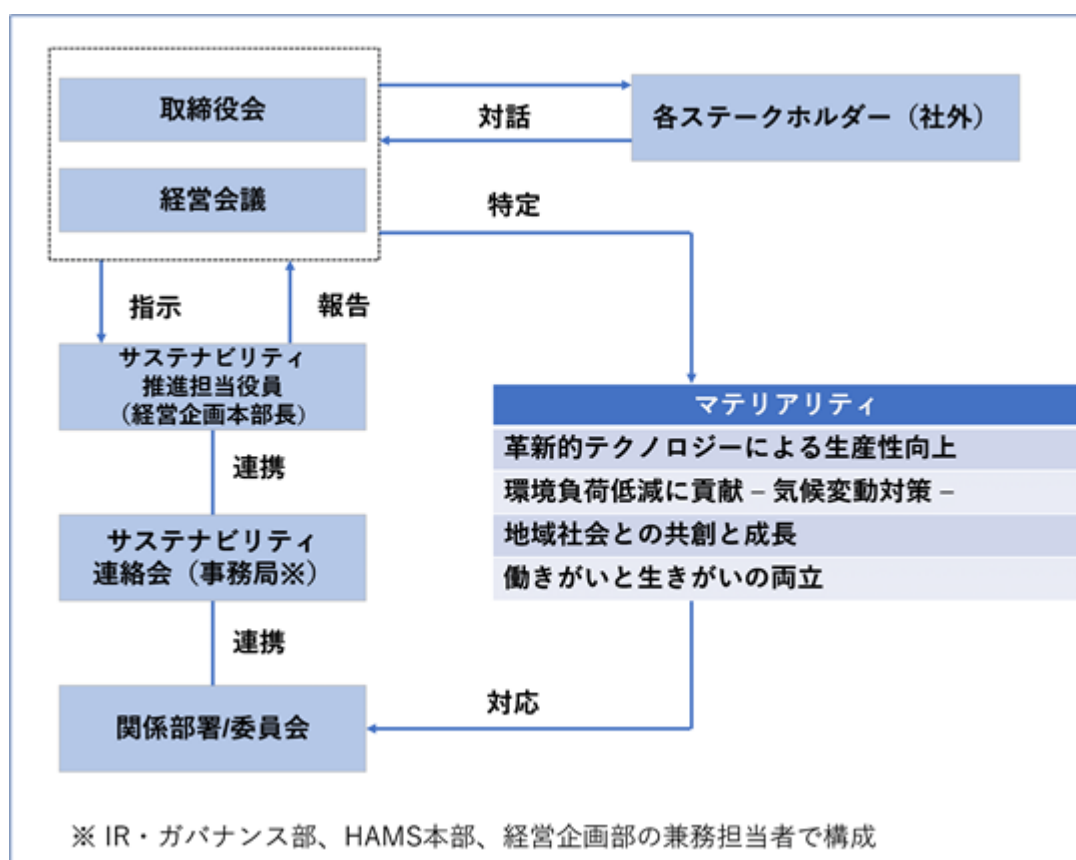 取締役会
経営会議
対話
各ステークホルダー（社外）
特定
指示
報告
サステナビリティ
推進担当役員
（経営企画本部長）
連携
サステナビリティ
連絡会（事務局※）
連携
関係部署/委員会
マテリアリティ
革新的テクノロジーによる生産性向上
環境負荷低減に貢献 – 気候変動対策 –
地域社会との共創と成長
働きがいと生きがいの両立
対応
※ IR・ガバナンス部、HAMS本部、経営企画部の兼務担当者で構成